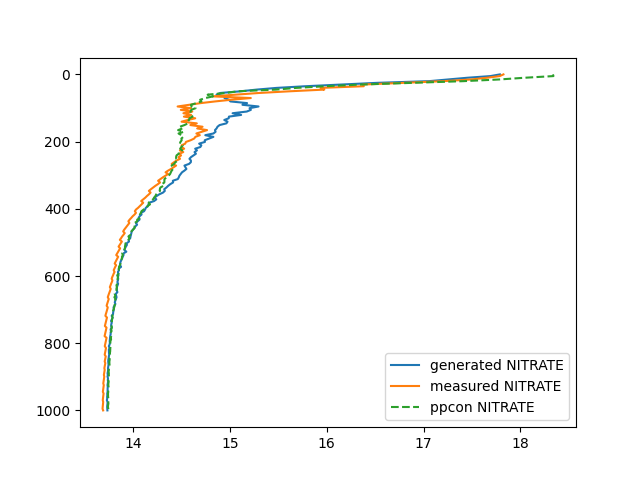 0
200
400
600
800
1000
14 15 16 17 18
generated NITRATE
measured NITRATE
ppcon NITRATE